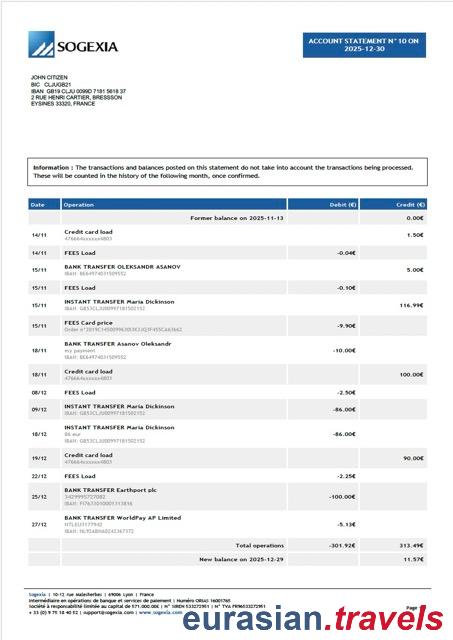 SOGEXIA
ACCOUNT STATEMENT N°10 ON
2025-12-30
JOHN CITIZEN
BIC CLJUGB21
IBAN GB19 CLJU 0099D 7181 5618 37
2 RUE HENRI CARTIER, BRESSSON
EYSINES 33320, FRANCE
Information : The transactions and balances posted on this statement do not take into account the transactions being processed.
These will be counted in the history of the following month, once confirmed.
Date Operation Debit (€) Credit (€)
Former balance on 2025-11-13 0.00€
14/11 Credit card load 1.50€
476664xxxxxx4803
14/11 FEES Load -0.04€
15/11 BANK TRANSFER OLEKSANDR ASANOV 5.00€
IBAN: BE64974031509552
15/11 FEES Load -0.10€
15/11 INSTANT TRANSFER Maria Dickinson 116.99€
IBAN: GB53CLJU00997181502152
15/11 FEES Card price -9.90€
18/11 BANK TRANSFER Asanov Oleksandr -10.00€
my payment
IBAN: BE64974031509552
18/11 Credit card load 100.00€
476664xxxxxx4803
08/12 FEES Load -2.50€
09/12 INSTANT TRANSFER Maria Dickinson -86.00€
IBAN: GB53CLJU00997181502152
18/12 INSTANT TRANSFER Maria Dickinson -86.00€
86 eur
IBAN: GB53CLJU00997181502152
19/12 Credit card load 90.00€
476664xxxxxx4803
22/12 FEES Load -2.25€
25/12 BANK TRANSFER Earthport plc -100.00€
27/12 BANK TRANSFER WorldPay AP Limited -5.13€
Total operations -301.92€ 313.49€
New balance on 2025-12-29 11.57€
Sogexia | 10-12 rue Malesherbes | 69006 Lyon | France
Intermédiaire en opérations de banque et services de paiement | Numéro ORIAS 16001765
Société à responsabilité limitée au capital de 571.000.00€ | N° SIREN 533272951 | N° TVA FR96533272951
+ 33 (0) 9 75 18 40 52 | support@sogexia.com | www.sogexia.com
Page
eurasian.travels